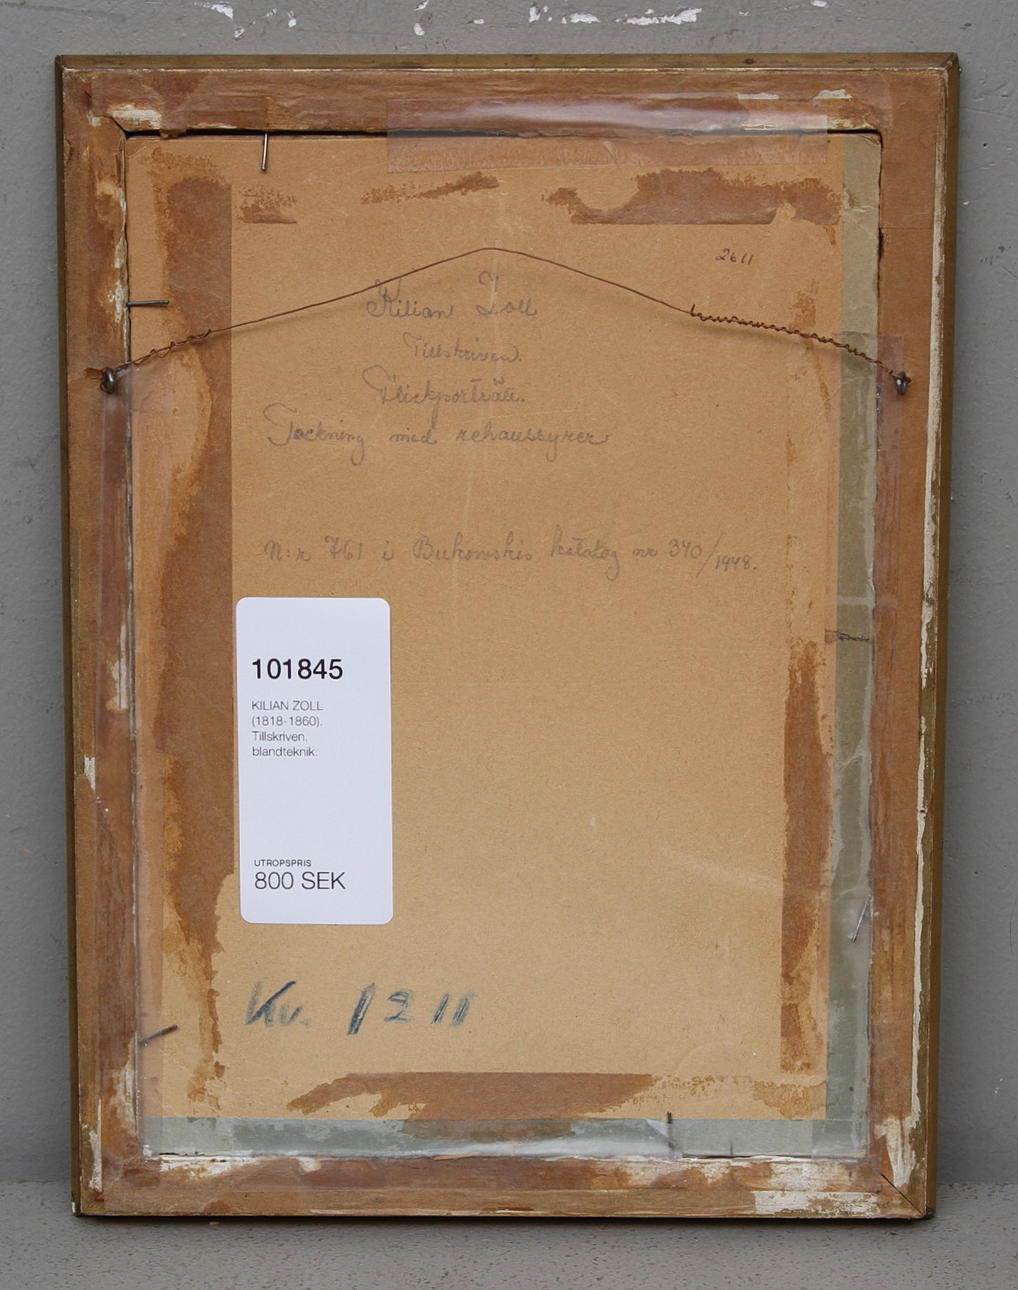 2611
Kilian Zoll
Tillskriven.
Flickporträtt.
Teckning med rehaussyrer
N:r 761 i Bukowskis katalog nr 340/1948.
101845
KILIAN ZOLL
(1818-1860).
Tillskriven.
blandteknik.
UTROPSPRIS
800 SEK
Kv. 1211